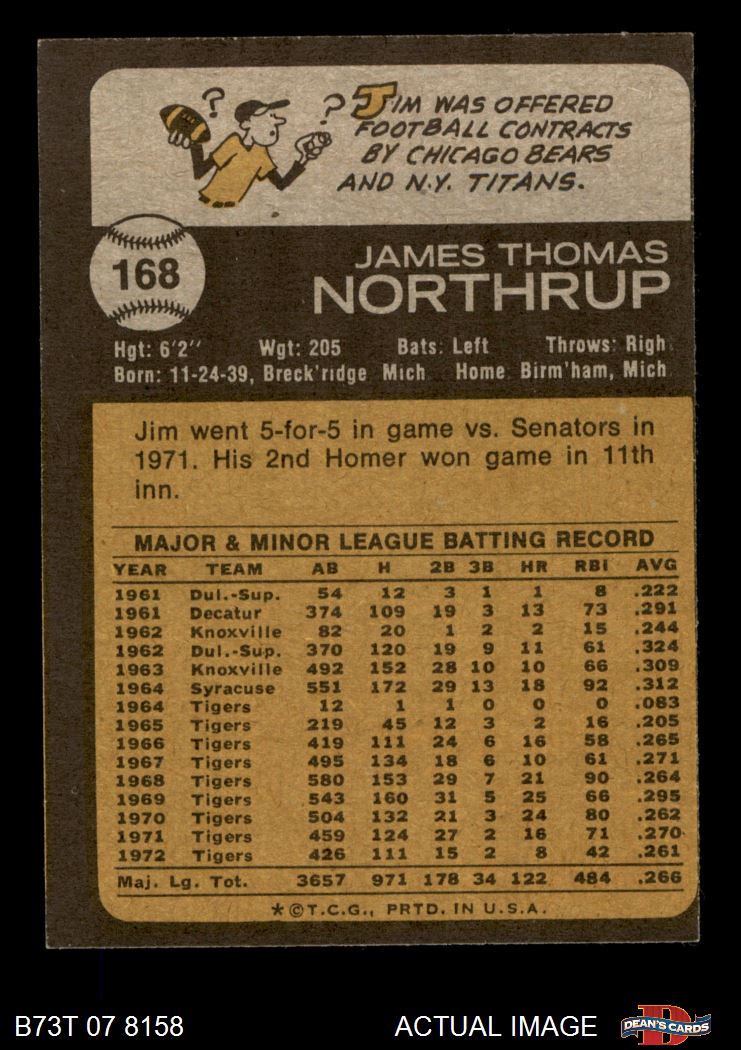 ? ? JIM WAS OFFERED
FOOTBALL CONTRACTS
BY CHICAGO BEARS
AND N.Y. TITANS.
168
JAMES THOMAS
NORTHRUP
Hgt: 6'2'' Wgt: 205 Bats: Left Throws: Righ
Born: 11-24-39, Breck'ridge Mich Home Birm'ham, Mich
Jim went 5-for-5 in game vs. Senators in
1971. His 2nd Homer won game in 11th
inn.
MAJOR & MINOR LEAGUE BATTING RECORD
YEAR TEAM AB H 2B 3B HR RBI AVG
1961 Dul.-Sup. 54 12 3 1 1 8 .222
1961 Decatur 374 109 19 3 13 73 .291
1962 Knoxville 82 20 1 2 2 15 .244
1962 Dul.-Sup. 370 120 19 9 11 61 .324
1963 Knoxville 492 152 28 10 10 66 .309
1964 Syracuse 551 172 29 13 18 92 .312
1964 Tigers 12 1 1 0 0 0 .083
1965 Tigers 219 45 12 3 2 16 .205
1966 Tigers 419 111 24 6 16 58 .265
1967 Tigers 495 134 18 6 10 61 .271
1968 Tigers 580 153 29 7 21 90 .264
1969 Tigers 543 160 31 5 25 66 .295
1970 Tigers 504 132 21 3 24 80 .262
1971 Tigers 459 124 27 2 16 71 .270
1972 Tigers 426 111 15 2 8 42 .261
Maj. Lg. Tot. 3657 971 178 34 122 484 .266
*©T.C.G., PRTD. IN U.S.A.
B73T 07 8158 ACTUAL IMAGE D DEAN'S CARDS